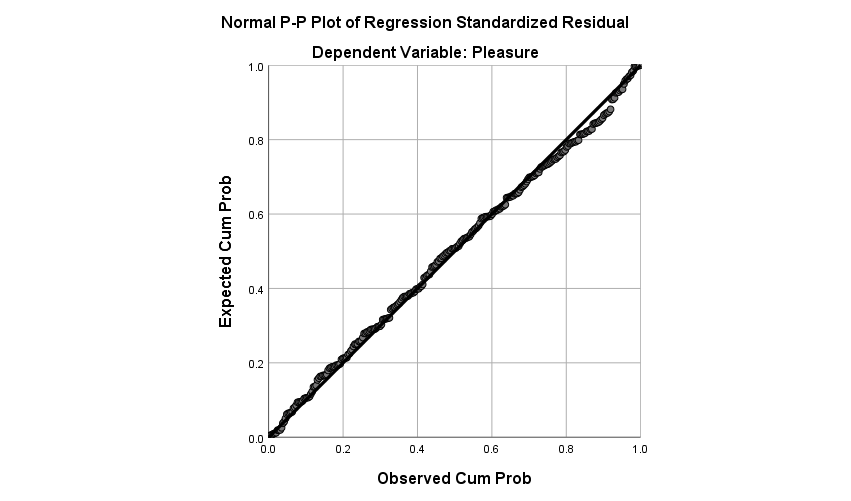 Normal P-P Plot of Regression Standardized Residual
Dependent Variable: Pleasure
Expected Cum Prob
1.0
0.8
0.6
0.4
0.2
0.0
0.0 0.2 0.4 0.6 0.8 1.0
Observed Cum Prob